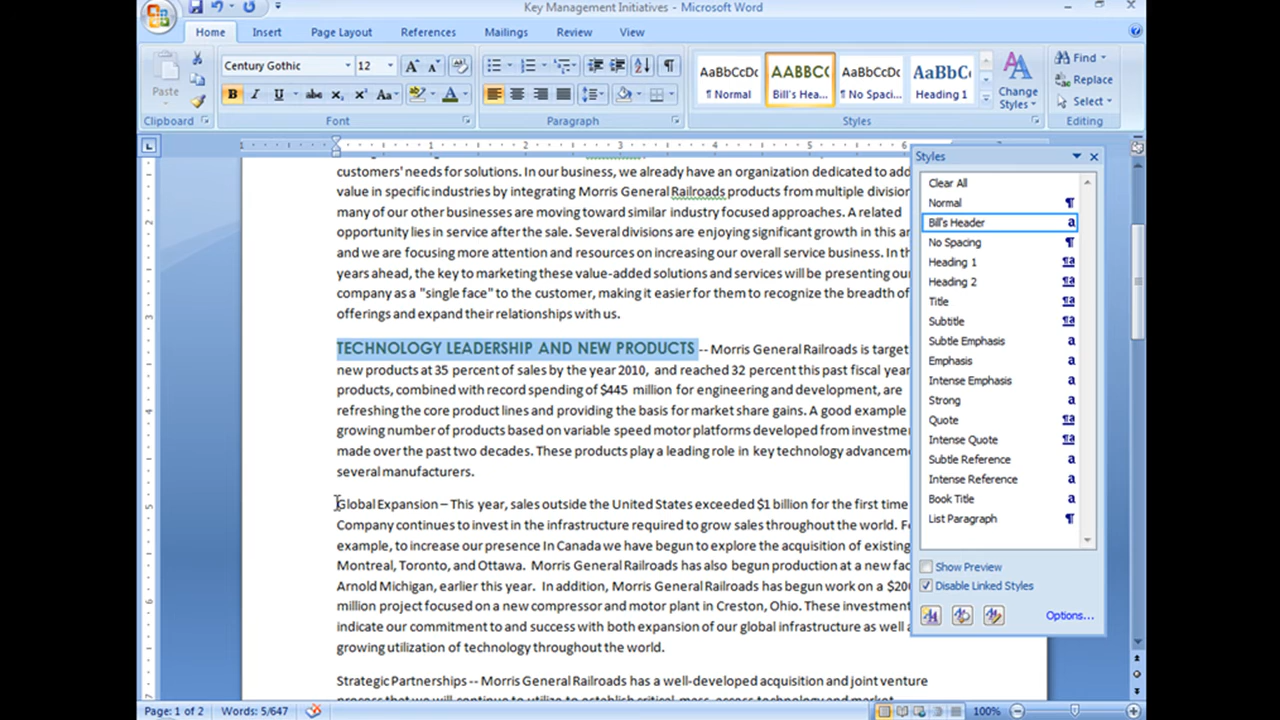 Key Management Initiatives - Microsoft Word
Home Insert Page Layout References Mailings Review View
Paste
Clipboard
Century Gothic 12
B I U abc x₂ x² Aa
Font
Paragraph
AaBbCcDc AABBCC AaBbCcDc AaBbC
¶ Normal Bill's Hea... ¶ No Spaci... Heading 1
Change Styles
Styles
Find
Replace
Select
Editing
customers' needs for solutions. In our business, we already have an organization dedicated to add
value in specific industries by integrating Morris General Railroads products from multiple division
many of our other businesses are moving toward similar industry focused approaches. A related
opportunity lies in service after the sale. Several divisions are enjoying significant growth in this ar
and we are focusing more attention and resources on increasing our overall service business. In th
years ahead, the key to marketing these value-added solutions and services will be presenting our
company as a "single face" to the customer, making it easier for them to recognize the breadth of
offerings and expand their relationships with us.
TECHNOLOGY LEADERSHIP AND NEW PRODUCTS -- Morris General Railroads is target
new products at 35 percent of sales by the year 2010, and reached 32 percent this past fiscal year
products, combined with record spending of $445 million for engineering and development, are
refreshing the core product lines and providing the basis for market share gains. A good example
growing number of products based on variable speed motor platforms developed from investmen
made over the past two decades. These products play a leading role in key technology advanceme
several manufacturers.
Global Expansion – This year, sales outside the United States exceeded $1 billion for the first time
Company continues to invest in the infrastructure required to grow sales throughout the world. Fo
example, to increase our presence In Canada we have begun to explore the acquisition of existing
Montreal, Toronto, and Ottawa. Morris General Railroads has also begun production at a new fac
Arnold Michigan, earlier this year. In addition, Morris General Railroads has begun work on a $200
million project focused on a new compressor and motor plant in Creston, Ohio. These investment
indicate our commitment to and success with both expansion of our global infrastructure as well a
growing utilization of technology throughout the world.
Strategic Partnerships -- Morris General Railroads has a well-developed acquisition and joint venture
Styles
Clear All
Normal ¶
Bill's Header a
No Spacing ¶
Heading 1 ¶a
Heading 2 ¶a
Title ¶a
Subtitle ¶a
Subtle Emphasis a
Emphasis a
Intense Emphasis a
Strong a
Quote ¶a
Intense Quote ¶a
Subtle Reference a
Intense Reference a
Book Title a
List Paragraph ¶
Show Preview
Disable Linked Styles
Options...
Page: 1 of 2 Words: 5/647 100%